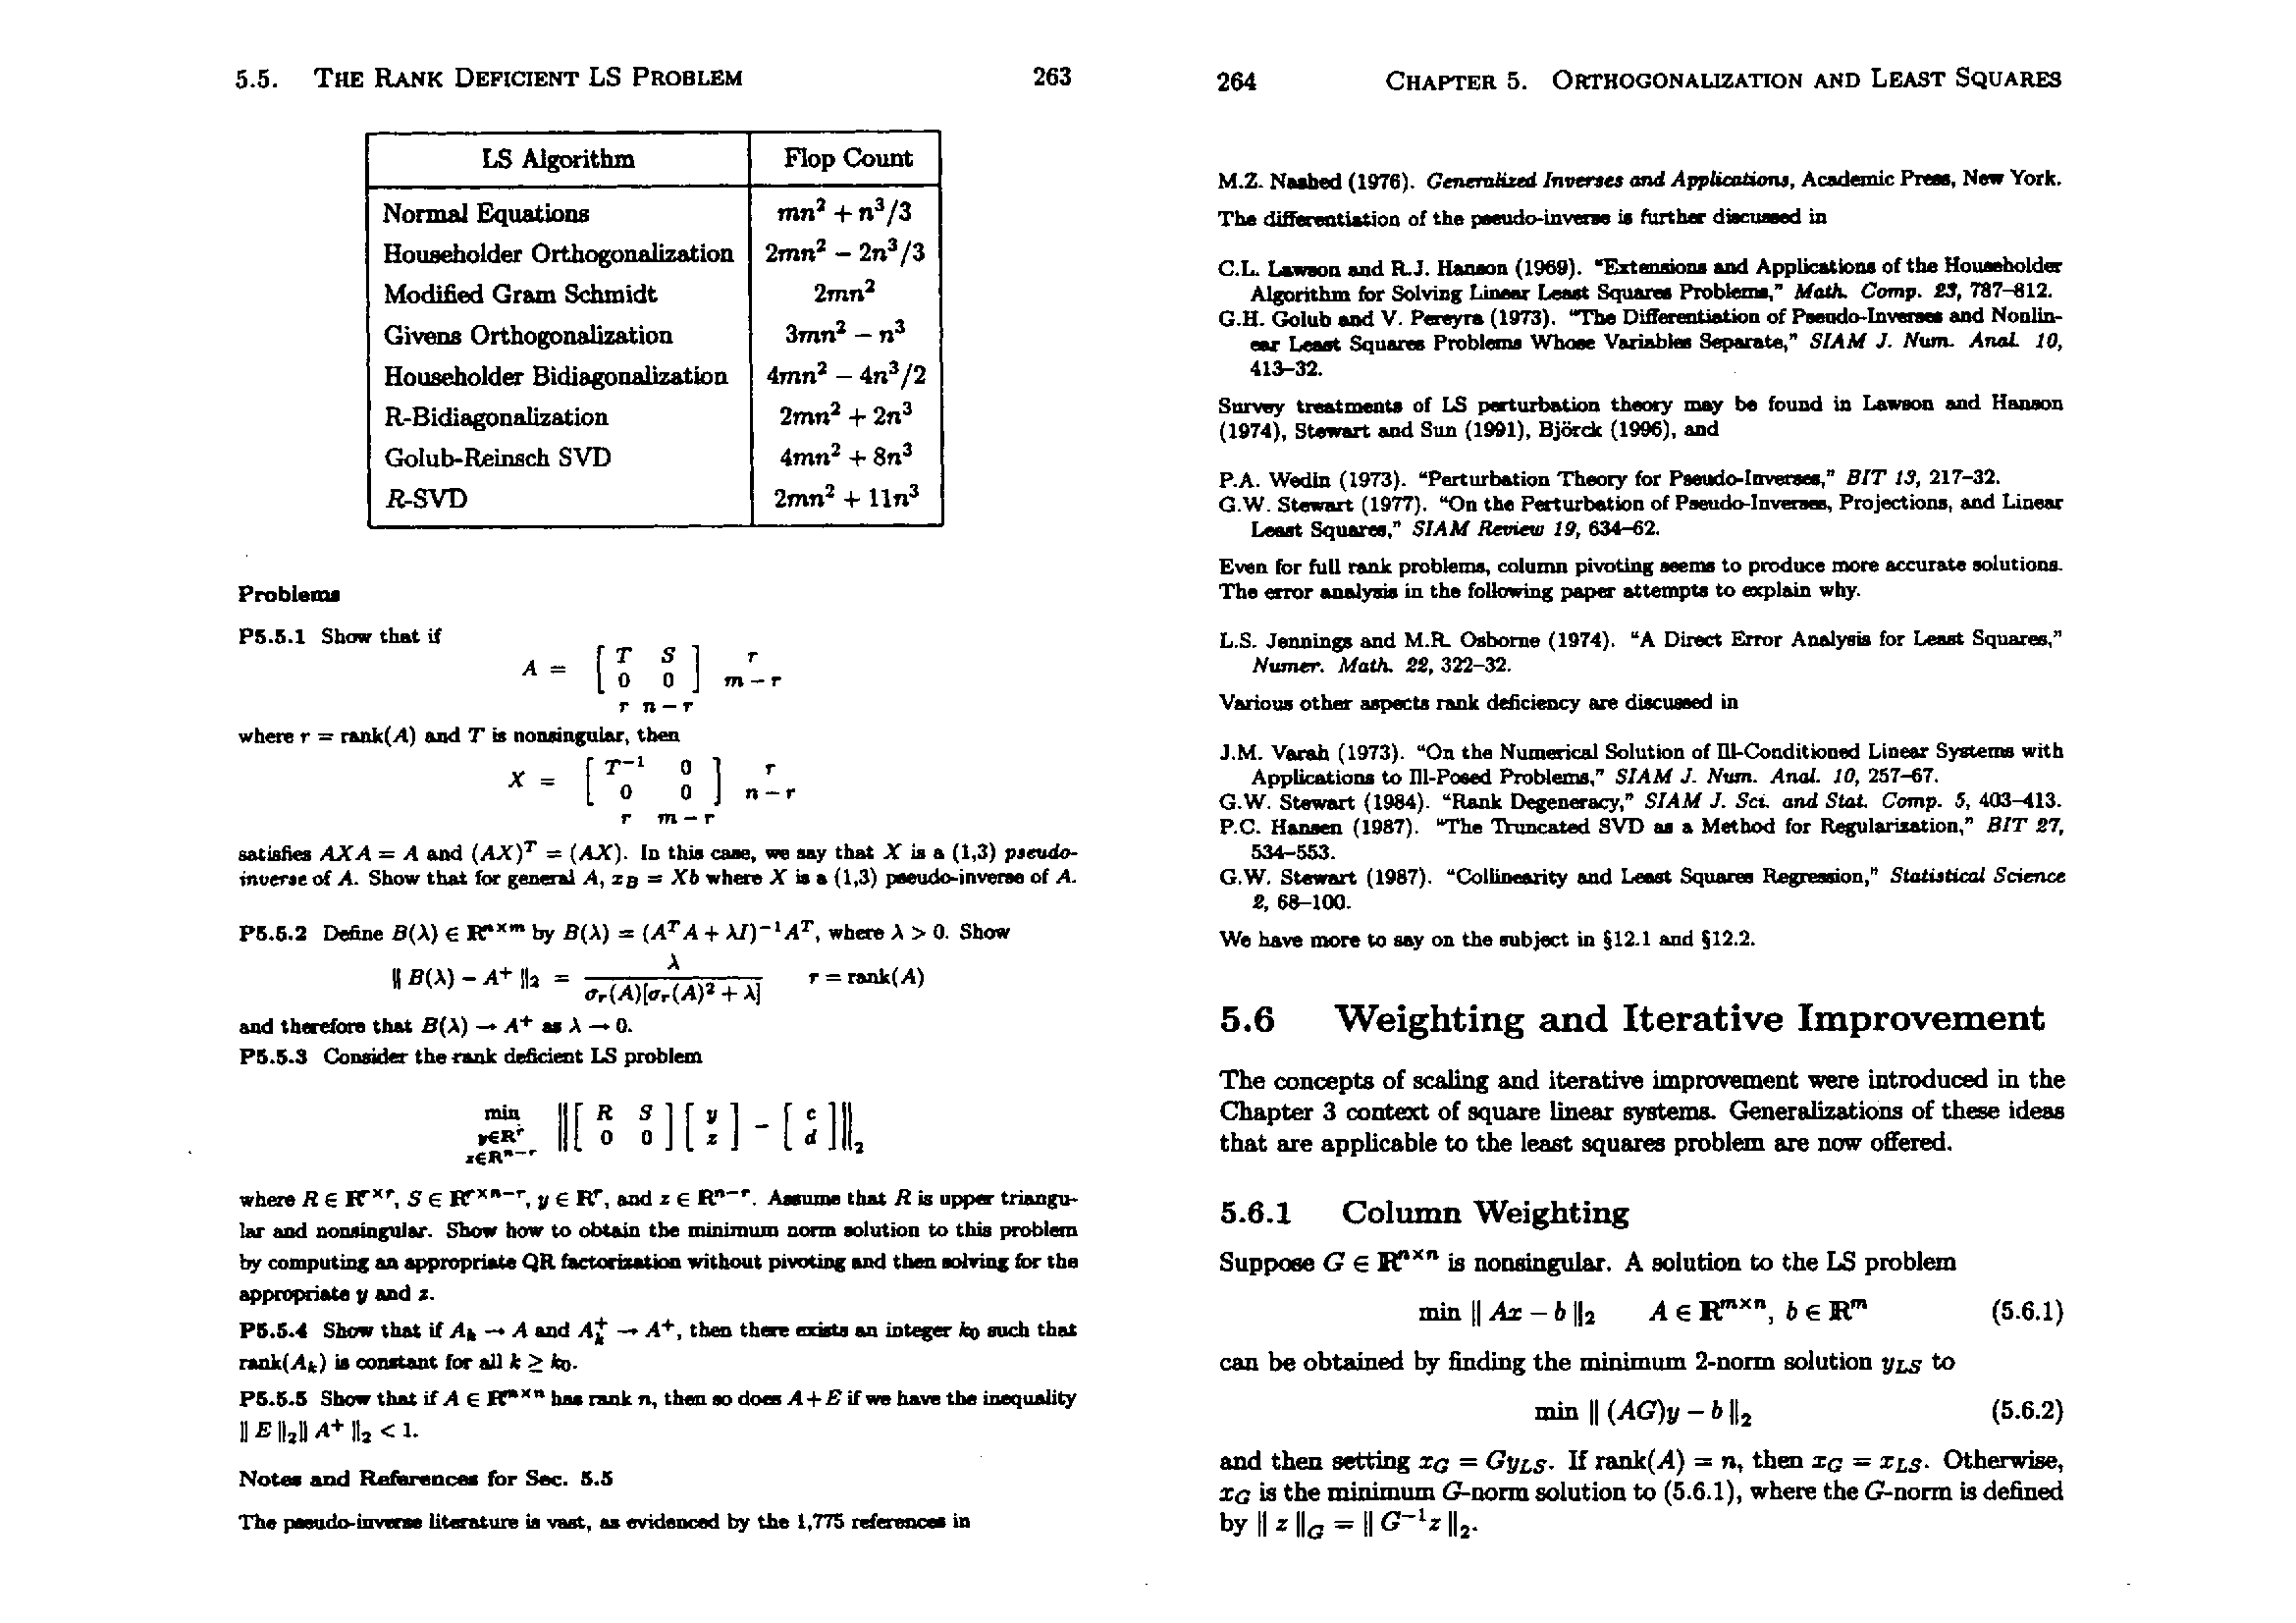 5.5. THE RANK DEFICIENT LS PROBLEM 263
LS Algorithm Flop Count
Normal Equations mn² + n³/3
Householder Orthogonalization 2mn² − 2n³/3
Modified Gram Schmidt 2mn²
Givens Orthogonalization 3mn² − n³
Householder Bidiagonalization 4mn² − 4n³/2
R-Bidiagonalization 2mn² + 2n³
Golub-Reinsch SVD 4mn² + 8n³
R-SVD 2mn² + 11n³
Problems
P5.5.1 Show that if
A = [ T S ] r
[ 0 0 ] m − r
r n − r
where r = rank(A) and T is nonsingular, then
X = [ T⁻¹ 0 ] r
[ 0 0 ] n − r
r m − r
satisfies AXA = A and (AX)ᵀ = (AX). In this case, we say that X is a (1,3) pseudo-
inverse of A. Show that for general A, x_B = Xb where X is a (1,3) pseudo-inverse of A.
P5.5.2 Define B(λ) ∈ ℝⁿˣᵐ by B(λ) = (AᵀA + λI)⁻¹Aᵀ, where λ > 0. Show
‖ B(λ) − A⁺ ‖₂ = λ / (σᵣ(A)[σᵣ(A)² + λ]) r = rank(A)
and therefore that B(λ) → A⁺ as λ → 0.
P5.5.3 Consider the rank deficient LS problem
min ‖ [ R S ] [ y ] − [ c ] ‖
y∈ℝʳ ‖ [ 0 0 ] [ z ] [ d ] ‖₂
z∈ℝⁿ⁻ʳ
where R ∈ ℝʳˣʳ, S ∈ ℝʳˣⁿ⁻ʳ, y ∈ ℝʳ, and z ∈ ℝⁿ⁻ʳ. Assume that R is upper triangu-
lar and nonsingular. Show how to obtain the minimum norm solution to this problem
by computing an appropriate QR factorization without pivoting and then solving for the
appropriate y and z.
P5.5.4 Show that if Aₖ → A and Aₖ⁺ → A⁺, then there exists an integer k₀ such that
rank(Aₖ) is constant for all k ≥ k₀.
P5.5.5 Show that if A ∈ ℝᵐˣⁿ has rank n, then so does A + E if we have the inequality
‖ E ‖₂‖ A⁺ ‖₂ < 1.
Notes and References for Sec. 5.5
The pseudo-inverse literature is vast, as evidenced by the 1,775 references in
264 CHAPTER 5. ORTHOGONALIZATION AND LEAST SQUARES
M.Z. Nashed (1976). Generalized Inverses and Applications, Academic Press, New York.
The differentiation of the pseudo-inverse is further discussed in
C.L. Lawson and R.J. Hanson (1969). "Extensions and Applications of the Householder
Algorithm for Solving Linear Least Squares Problems," Math. Comp. 23, 787–812.
G.H. Golub and V. Pereyra (1973). "The Differentiation of Pseudo-Inverses and Nonlin-
ear Least Squares Problems Whose Variables Separate," SIAM J. Num. Anal. 10,
413–32.
Survey treatments of LS perturbation theory may be found in Lawson and Hanson
(1974), Stewart and Sun (1991), Björck (1996), and
P.A. Wedin (1973). "Perturbation Theory for Pseudo-Inverses," BIT 13, 217–32.
G.W. Stewart (1977). "On the Perturbation of Pseudo-Inverses, Projections, and Linear
Least Squares," SIAM Review 19, 634–62.
Even for full rank problems, column pivoting seems to produce more accurate solutions.
The error analysis in the following paper attempts to explain why.
L.S. Jennings and M.R. Osborne (1974). "A Direct Error Analysis for Least Squares,"
Numer. Math. 22, 322–32.
Various other aspects rank deficiency are discussed in
J.M. Varah (1973). "On the Numerical Solution of Ill-Conditioned Linear Systems with
Applications to Ill-Posed Problems," SIAM J. Num. Anal. 10, 257–67.
G.W. Stewart (1984). "Rank Degeneracy," SIAM J. Sci. and Stat. Comp. 5, 403–413.
P.C. Hansen (1987). "The Truncated SVD as a Method for Regularization," BIT 27,
534–553.
G.W. Stewart (1987). "Collinearity and Least Squares Regression," Statistical Science
2, 68–100.
We have more to say on the subject in §12.1 and §12.2.
5.6 Weighting and Iterative Improvement
The concepts of scaling and iterative improvement were introduced in the
Chapter 3 context of square linear systems. Generalizations of these ideas
that are applicable to the least squares problem are now offered.
5.6.1 Column Weighting
Suppose G ∈ ℝⁿˣⁿ is nonsingular. A solution to the LS problem
min ‖ Ax − b ‖₂ A ∈ ℝᵐˣⁿ, b ∈ ℝᵐ (5.6.1)
can be obtained by finding the minimum 2-norm solution y_LS to
min ‖ (AG)y − b ‖₂ (5.6.2)
and then setting x_G = Gy_LS. If rank(A) = n, then x_G = x_LS. Otherwise,
x_G is the minimum G-norm solution to (5.6.1), where the G-norm is defined
by ‖ z ‖_G = ‖ G⁻¹z ‖₂.